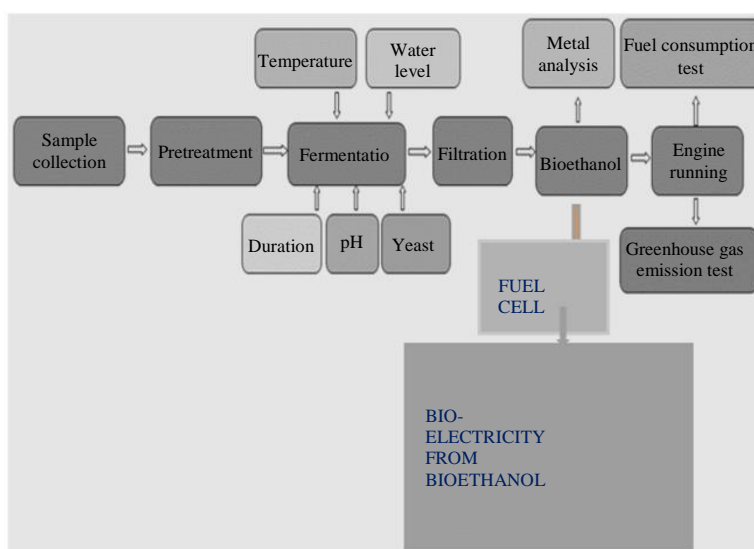 Temperature
Water
level
Metal
analysis
Fuel consumption
test
Sample
collection
Pretreatment
Fermentatio
Filtration
Bioethanol
Engine
running
Duration
pH
Yeast
Greenhouse gas
emission test
FUEL
CELL
BIO-
ELECTRICITY
FROM
BIOETHANOL